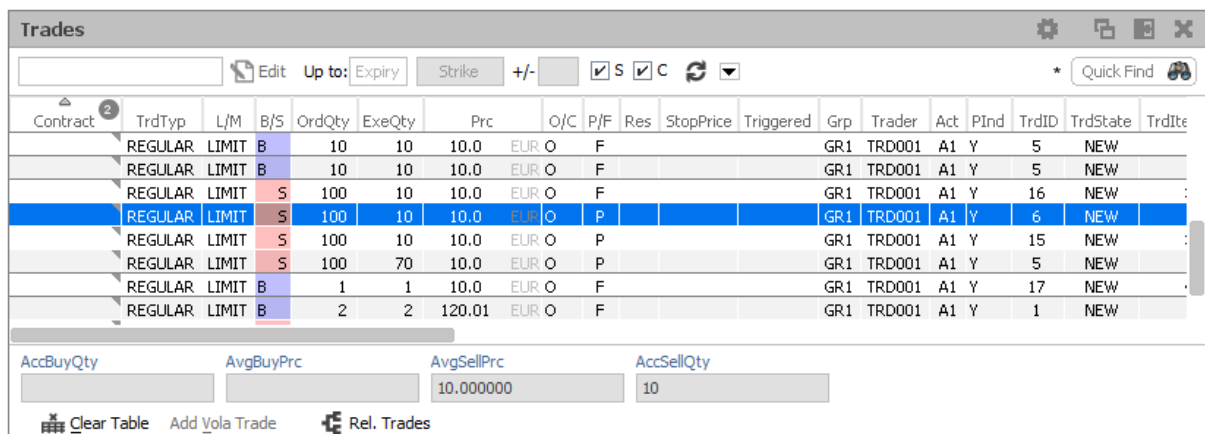 Trades
Edit Up to: Expiry Strike +/- S C * Quick Find
Contract 2 TrdTyp L/M B/S OrdQty ExeQty Prc O/C P/F Res StopPrice Triggered Grp Trader Act PInd TrdID TrdState TrdIte
REGULAR LIMIT B 10 10 10.0 EUR O F GR1 TRD001 A1 Y 5 NEW
REGULAR LIMIT B 10 10 10.0 EUR O F GR1 TRD001 A1 Y 5 NEW
REGULAR LIMIT S 100 10 10.0 EUR O F GR1 TRD001 A1 Y 16 NEW
REGULAR LIMIT S 100 10 10.0 EUR O P GR1 TRD001 A1 Y 6 NEW
REGULAR LIMIT S 100 10 10.0 EUR O P GR1 TRD001 A1 Y 15 NEW
REGULAR LIMIT S 100 70 10.0 EUR O P GR1 TRD001 A1 Y 5 NEW
REGULAR LIMIT B 1 1 10.0 EUR O F GR1 TRD001 A1 Y 17 NEW
REGULAR LIMIT B 2 2 120.01 EUR O F GR1 TRD001 A1 Y 1 NEW
AccBuyQty AvgBuyPrc AvgSellPrc AccSellQty
10.000000 10
Clear Table Add Vola Trade Rel. Trades